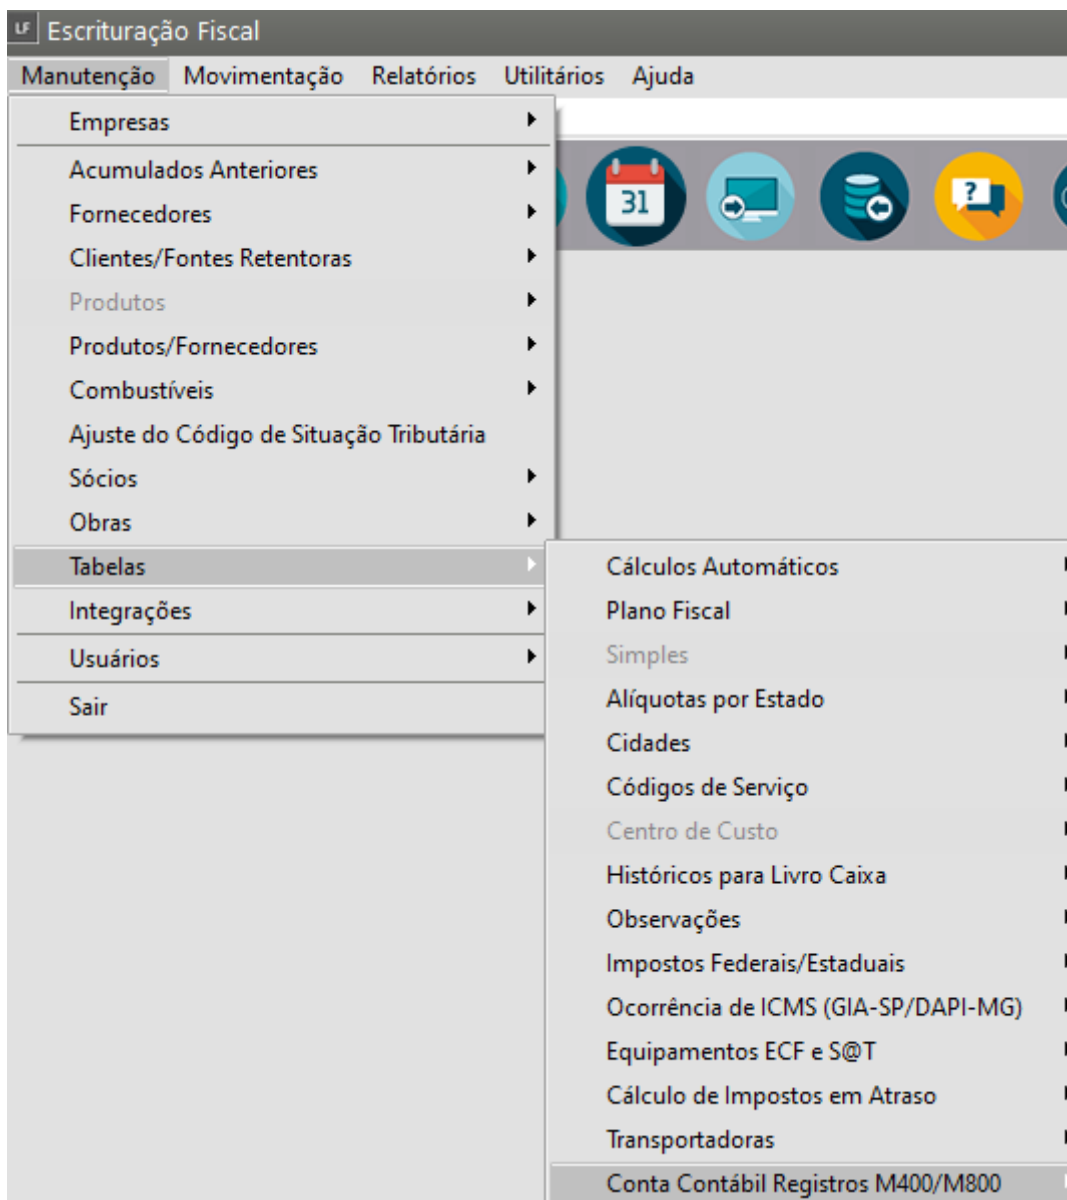 LF Escrituração Fiscal
Manutenção Movimentação Relatórios Utilitários Ajuda
Empresas
Acumulados Anteriores
Fornecedores
Clientes/Fontes Retentoras
Produtos
Produtos/Fornecedores
Combustíveis
Ajuste do Código de Situação Tributária
Sócios
Obras
Tabelas
Integrações
Usuários
Sair
31
?
Cálculos Automáticos
Plano Fiscal
Simples
Alíquotas por Estado
Cidades
Códigos de Serviço
Centro de Custo
Históricos para Livro Caixa
Observações
Impostos Federais/Estaduais
Ocorrência de ICMS (GIA-SP/DAPI-MG)
Equipamentos ECF e S@T
Cálculo de Impostos em Atraso
Transportadoras
Conta Contábil Registros M400/M800